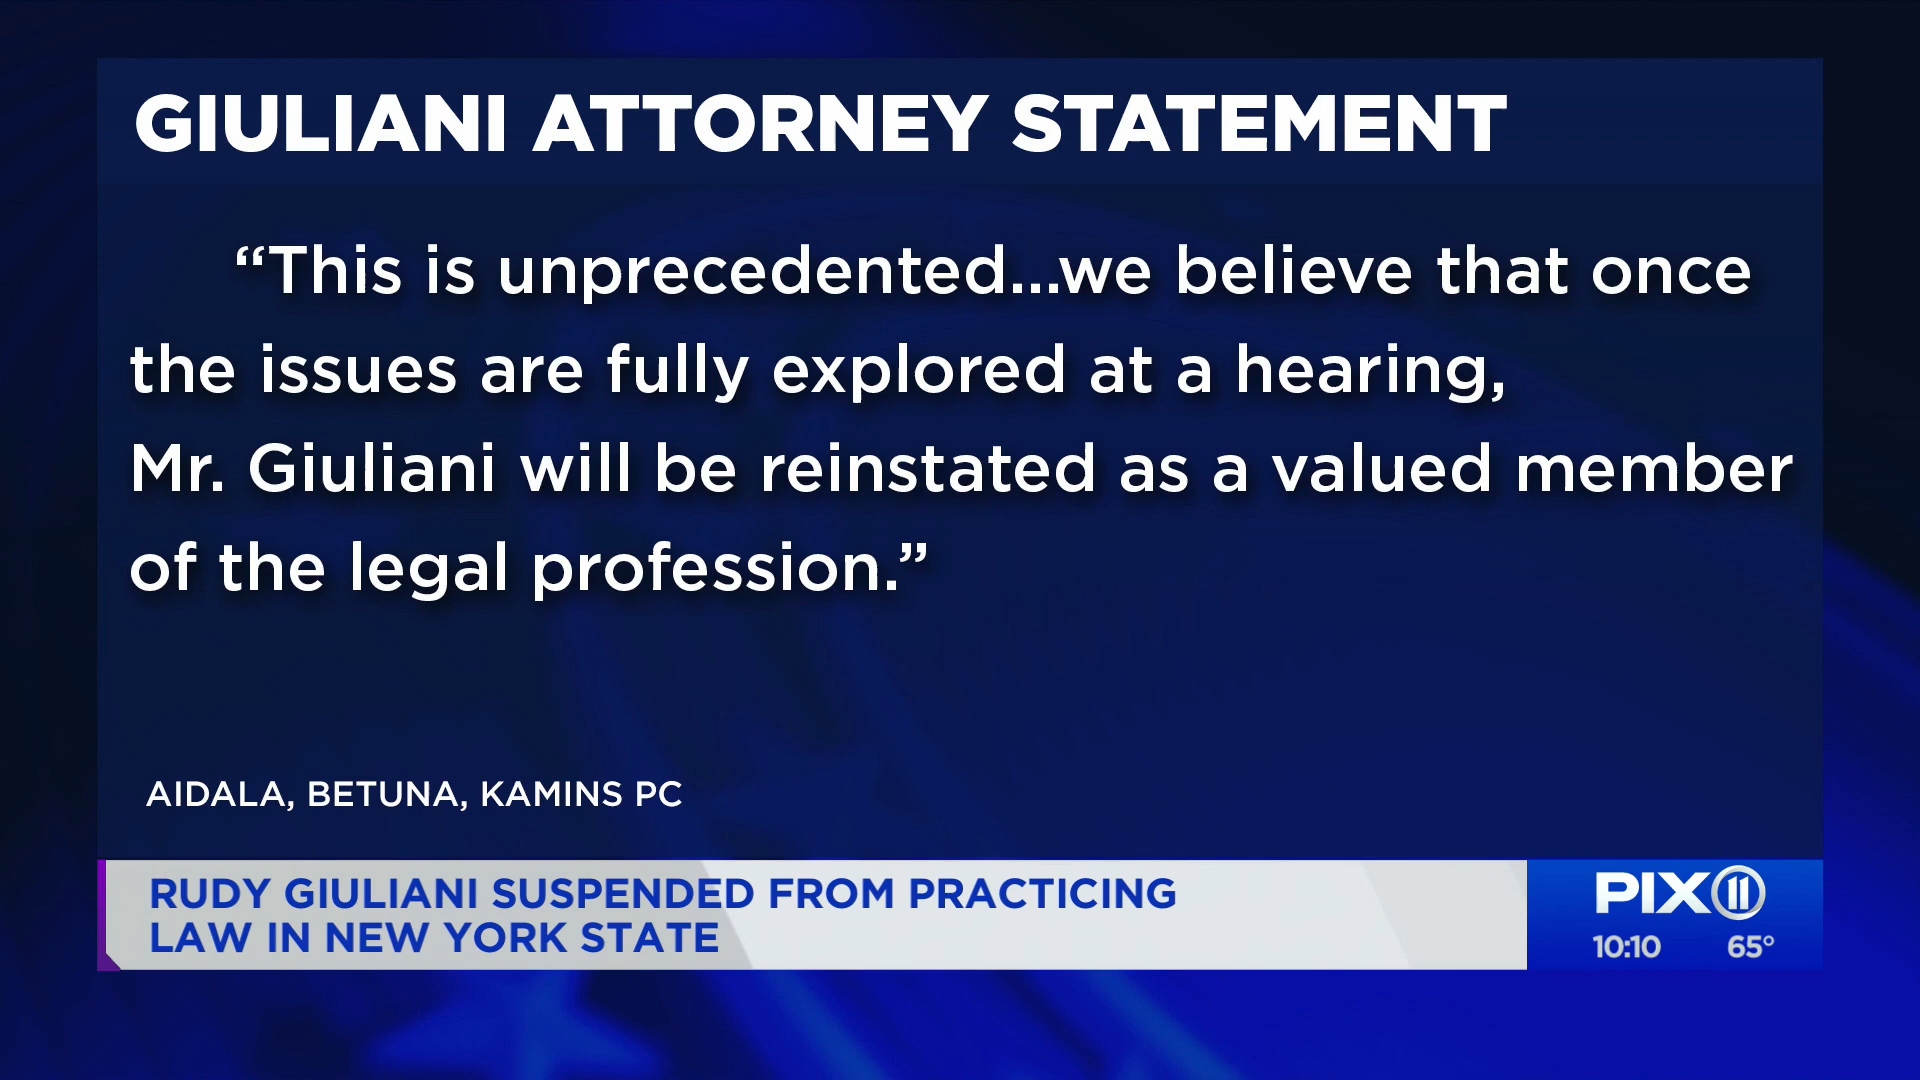 GIULIANI ATTORNEY STATEMENT
“This is unprecedented...we believe that once
the issues are fully explored at a hearing,
Mr. Giuliani will be reinstated as a valued member
of the legal profession.”
AIDALA, BETUNA, KAMINS PC
RUDY GIULIANI SUSPENDED FROM PRACTICING
LAW IN NEW YORK STATE
PIX11
10:10 65°